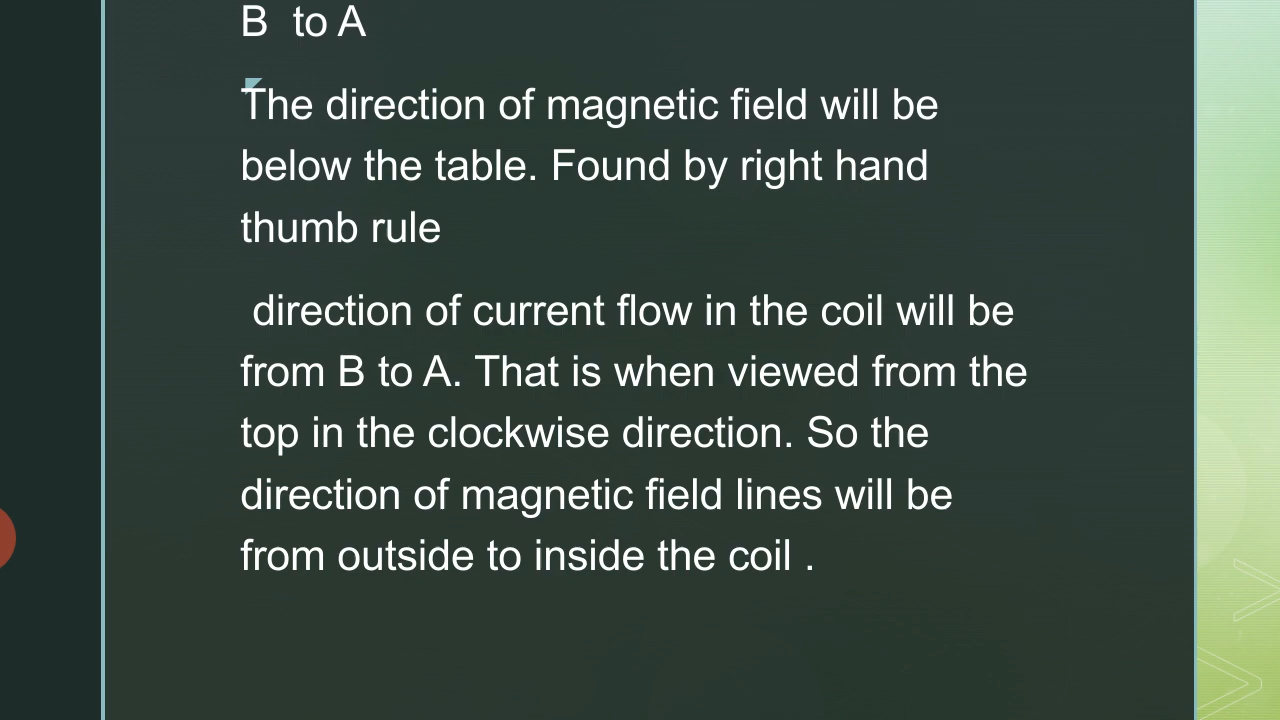 B  to A
The direction of magnetic field will be
below the table. Found by right hand
thumb rule
direction of current flow in the coil will be
from B to A. That is when viewed from the
top in the clockwise direction. So the
direction of magnetic field lines will be
from outside to inside the coil .